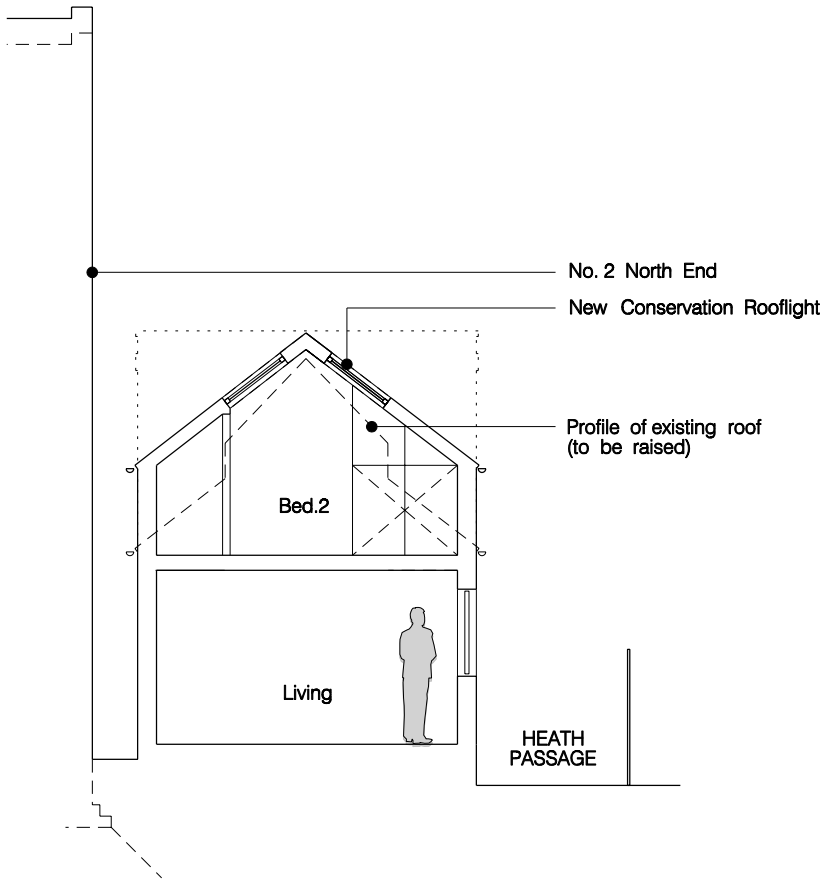 No. 2 North End
New Conservation Rooflight
Profile of existing roof
(to be raised)
Bed.2
Living
HEATH
PASSAGE